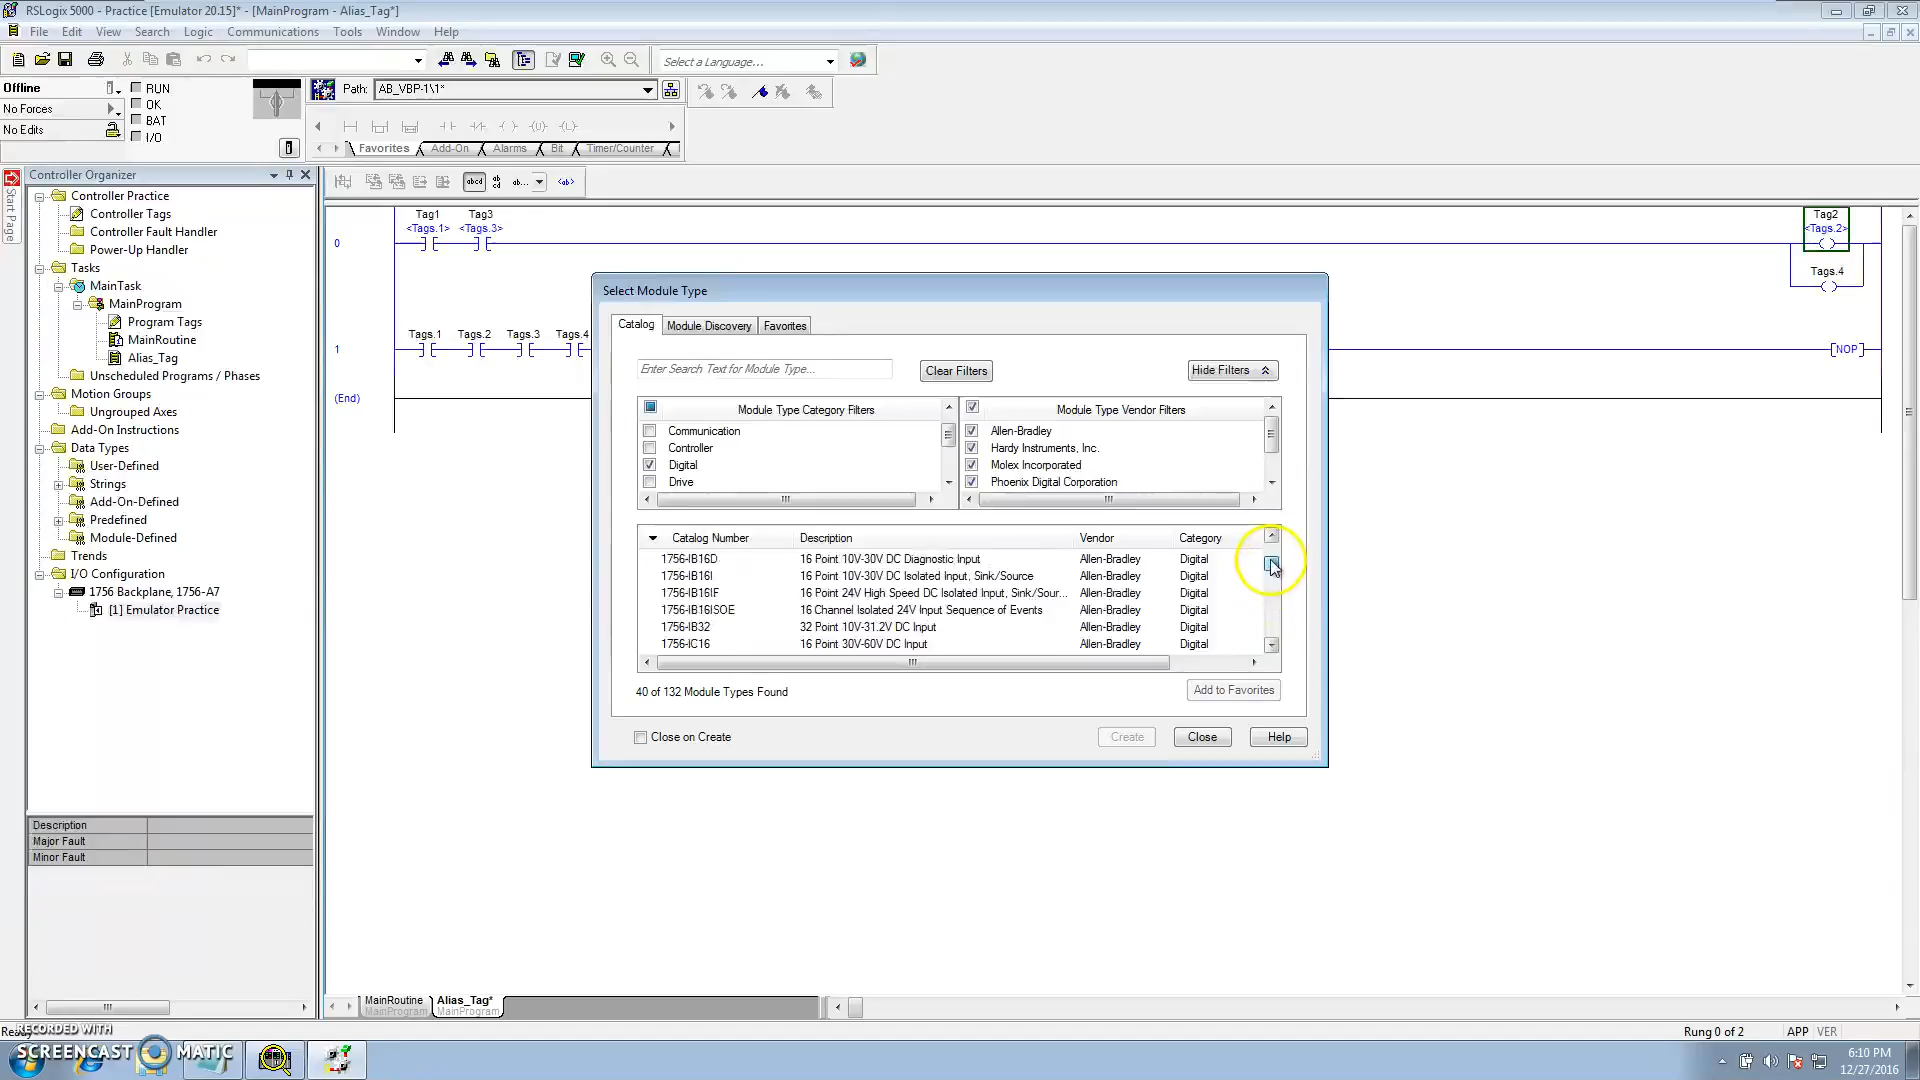 RSLogix 5000 - Practice [Emulator 20.15]* - [MainProgram - Alias_Tag*]
File Edit View Search Logic Communications Tools Window Help
Select a Language...
Offline RUN
No Forces OK
No Edits BAT
I/O
Path: AB_VBP-1\1*
Favorites Add-On Alarms Bit Timer/Counter
Start Page
Controller Organizer
Controller Practice
Controller Tags
Controller Fault Handler
Power-Up Handler
Tasks
MainTask
MainProgram
Program Tags
MainRoutine
Alias_Tag
Unscheduled Programs / Phases
Motion Groups
Ungrouped Axes
Add-On Instructions
Data Types
User-Defined
Strings
Add-On-Defined
Predefined
Module-Defined
Trends
I/O Configuration
1756 Backplane, 1756-A7
[1] Emulator Practice
Description
Major Fault
Minor Fault
Tag1 Tag3 Tag2
<Tags.1> <Tags.3> <Tags.2>
0
Tags.4
Tags.1 Tags.2 Tags.3 Tags.4
1 NOP
(End)
Select Module Type
Catalog Module Discovery Favorites
Enter Search Text for Module Type... Clear Filters Hide Filters
Module Type Category Filters Module Type Vendor Filters
Communication Allen-Bradley
Controller Hardy Instruments, Inc.
Digital Molex Incorporated
Drive Phoenix Digital Corporation
Catalog Number Description Vendor Category
1756-IB16D 16 Point 10V-30V DC Diagnostic Input Allen-Bradley Digital
1756-IB16I 16 Point 10V-30V DC Isolated Input, Sink/Source Allen-Bradley Digital
1756-IB16IF 16 Point 24V High Speed DC Isolated Input, Sink/Sour... Allen-Bradley Digital
1756-IB16ISOE 16 Channel Isolated 24V Input Sequence of Events Allen-Bradley Digital
1756-IB32 32 Point 10V-31.2V DC Input Allen-Bradley Digital
1756-IC16 16 Point 30V-60V DC Input Allen-Bradley Digital
40 of 132 Module Types Found Add to Favorites
Close on Create Create Close Help
MainRoutine Alias_Tag*
MainProgram MainProgram
Ready Rung 0 of 2 APP VER
RECORDED WITH
SCREENCAST MATIC
6:10 PM
12/27/2016